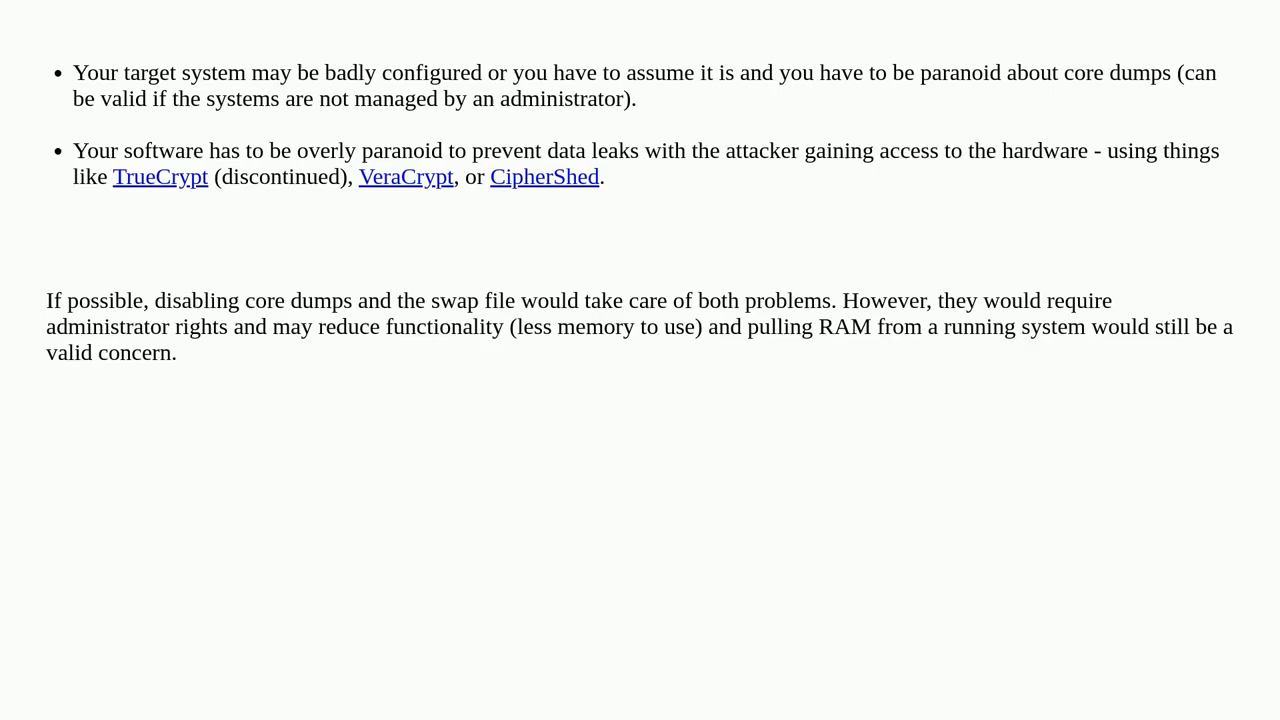 • Your target system may be badly configured or you have to assume it is and you have to be paranoid about core dumps (can
be valid if the systems are not managed by an administrator).
• Your software has to be overly paranoid to prevent data leaks with the attacker gaining access to the hardware - using things
like TrueCrypt (discontinued), VeraCrypt, or CipherShed.
If possible, disabling core dumps and the swap file would take care of both problems. However, they would require
administrator rights and may reduce functionality (less memory to use) and pulling RAM from a running system would still be a
valid concern.